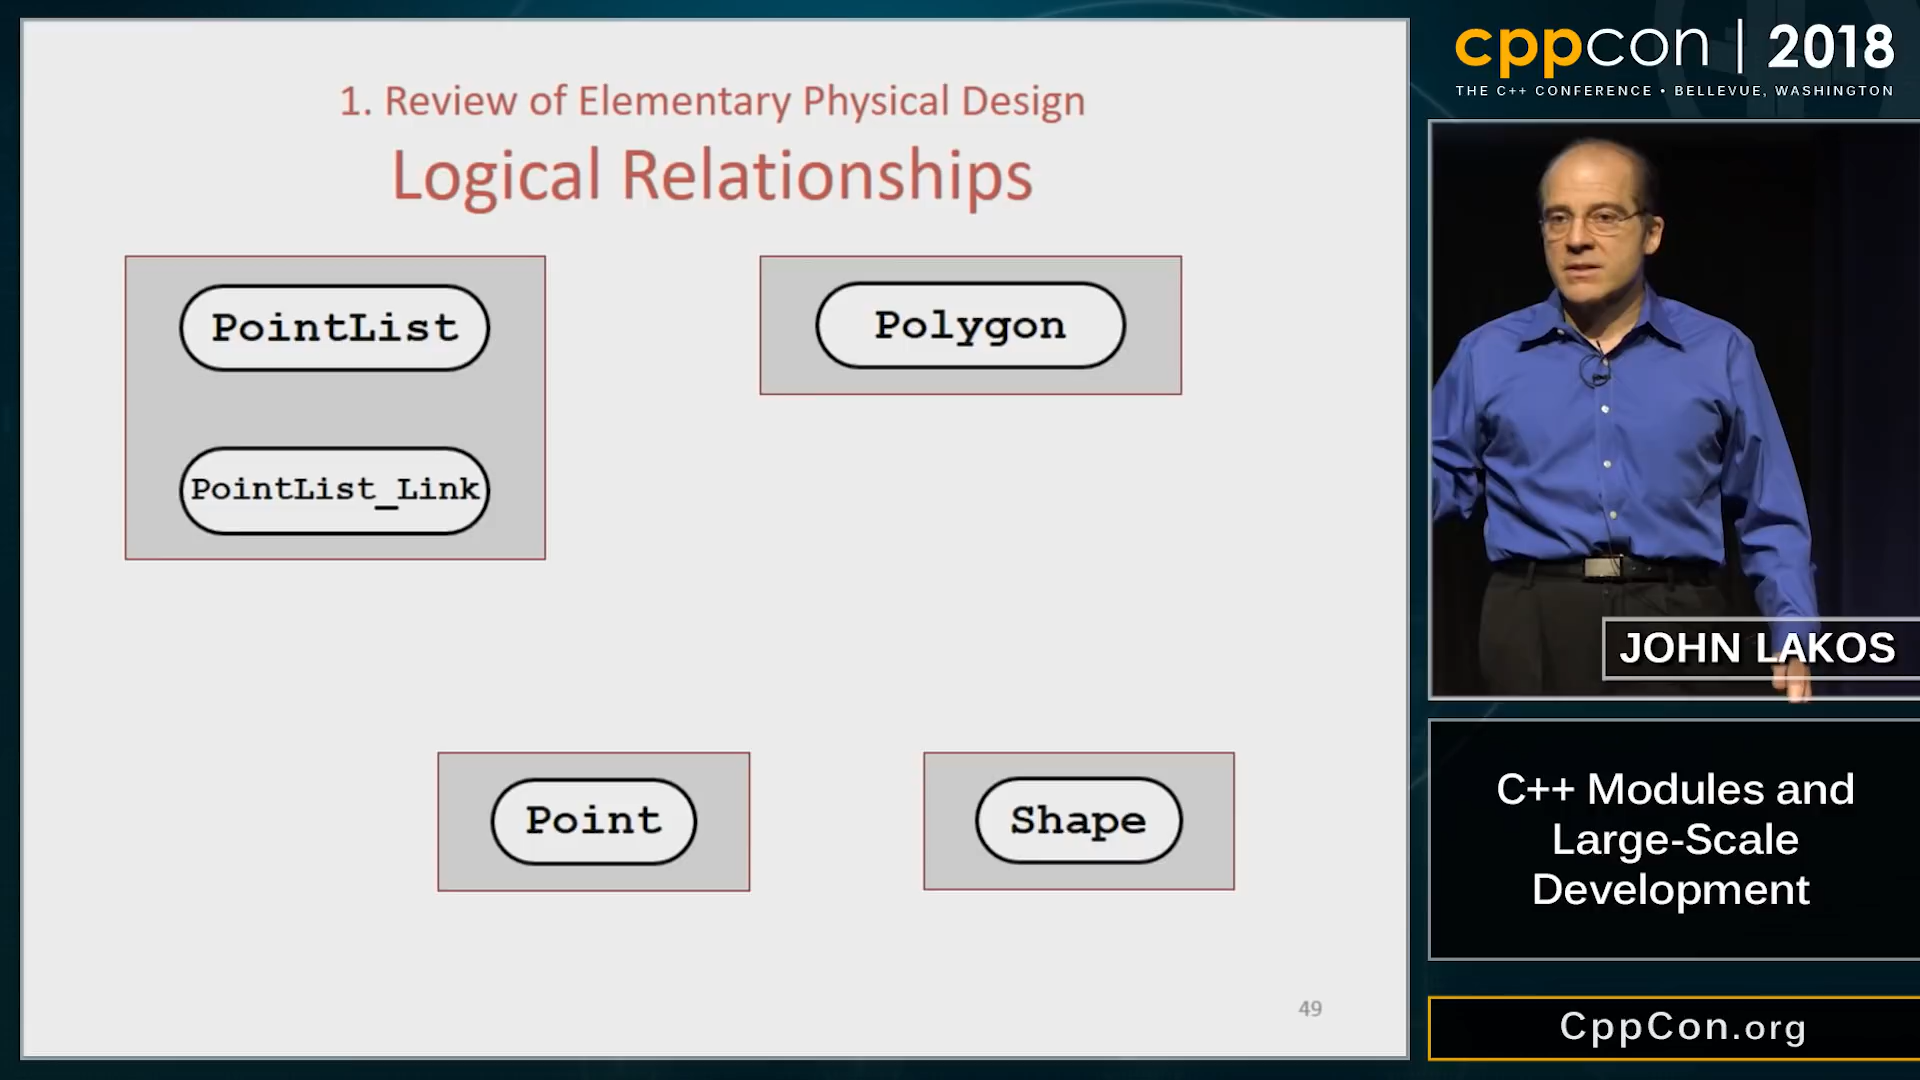 1. Review of Elementary Physical Design
Logical Relationships
PointList
PointList_Link
Polygon
Point
Shape
49
cppcon | 2018
THE C++ CONFERENCE • BELLEVUE, WASHINGTON
JOHN LAKOS
C++ Modules and
Large-Scale
Development
CppCon.org